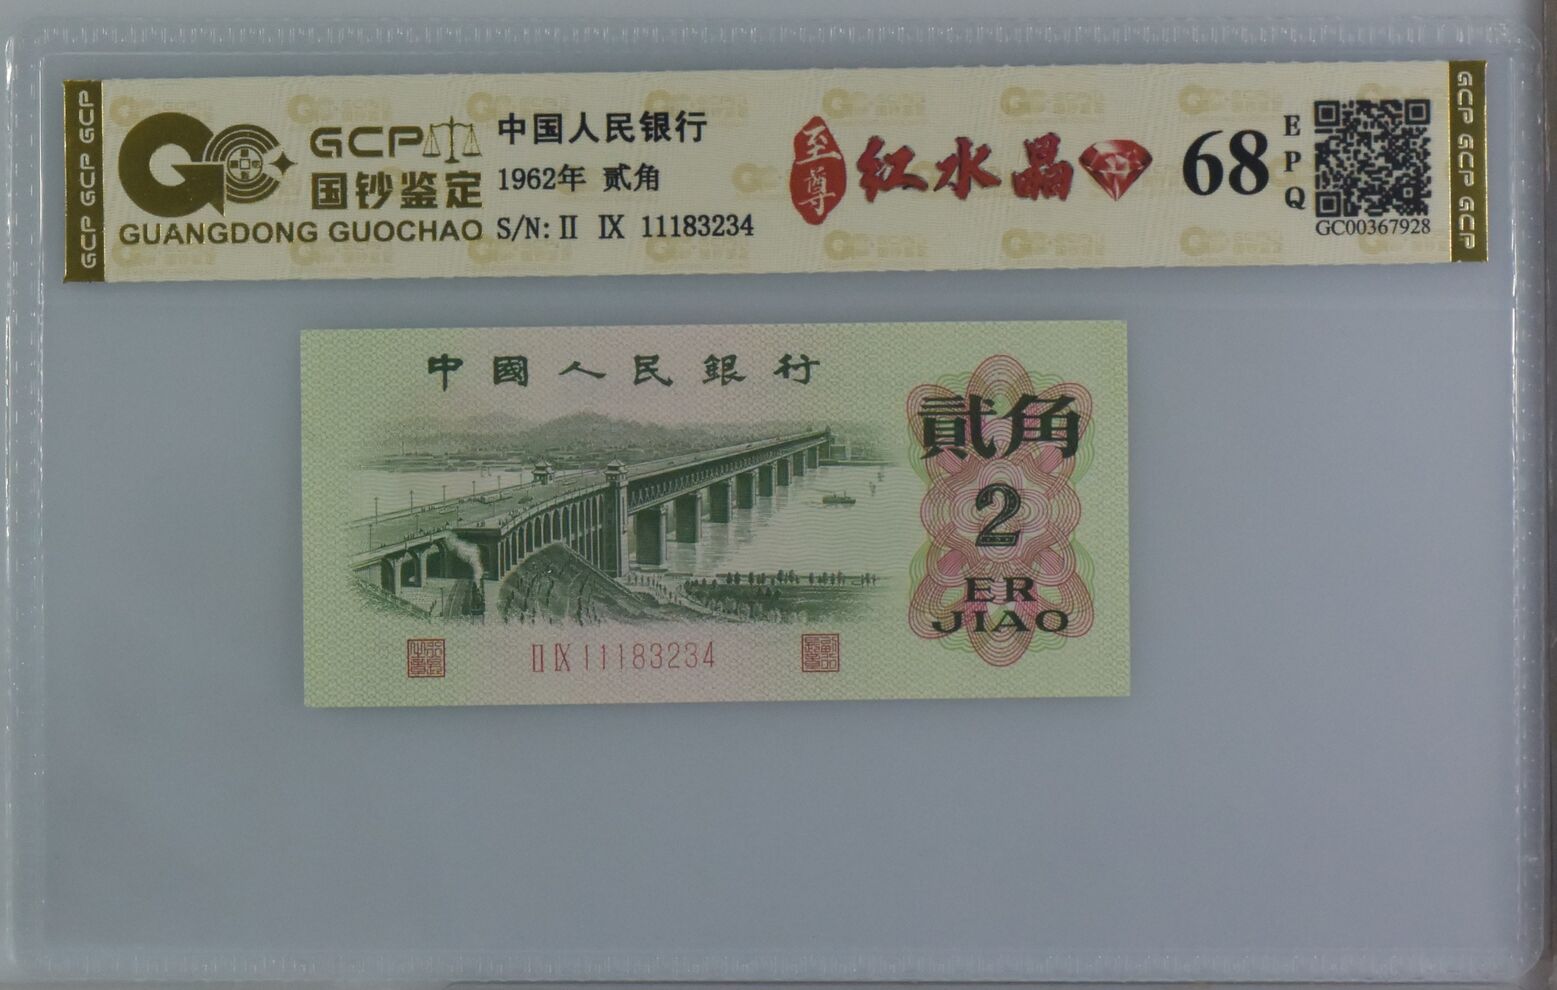 GCP
国钞鉴定
GUANGDONG GUOCHAO
中国人民银行
1962年 贰角
S/N: II IX 11183234
至尊
红水晶
68
EPQ
GC00367928
GCP GCP GCP
GCP GCP GCP
中國人民銀行
貳角
2
ER
JIAO
II IX 11183234